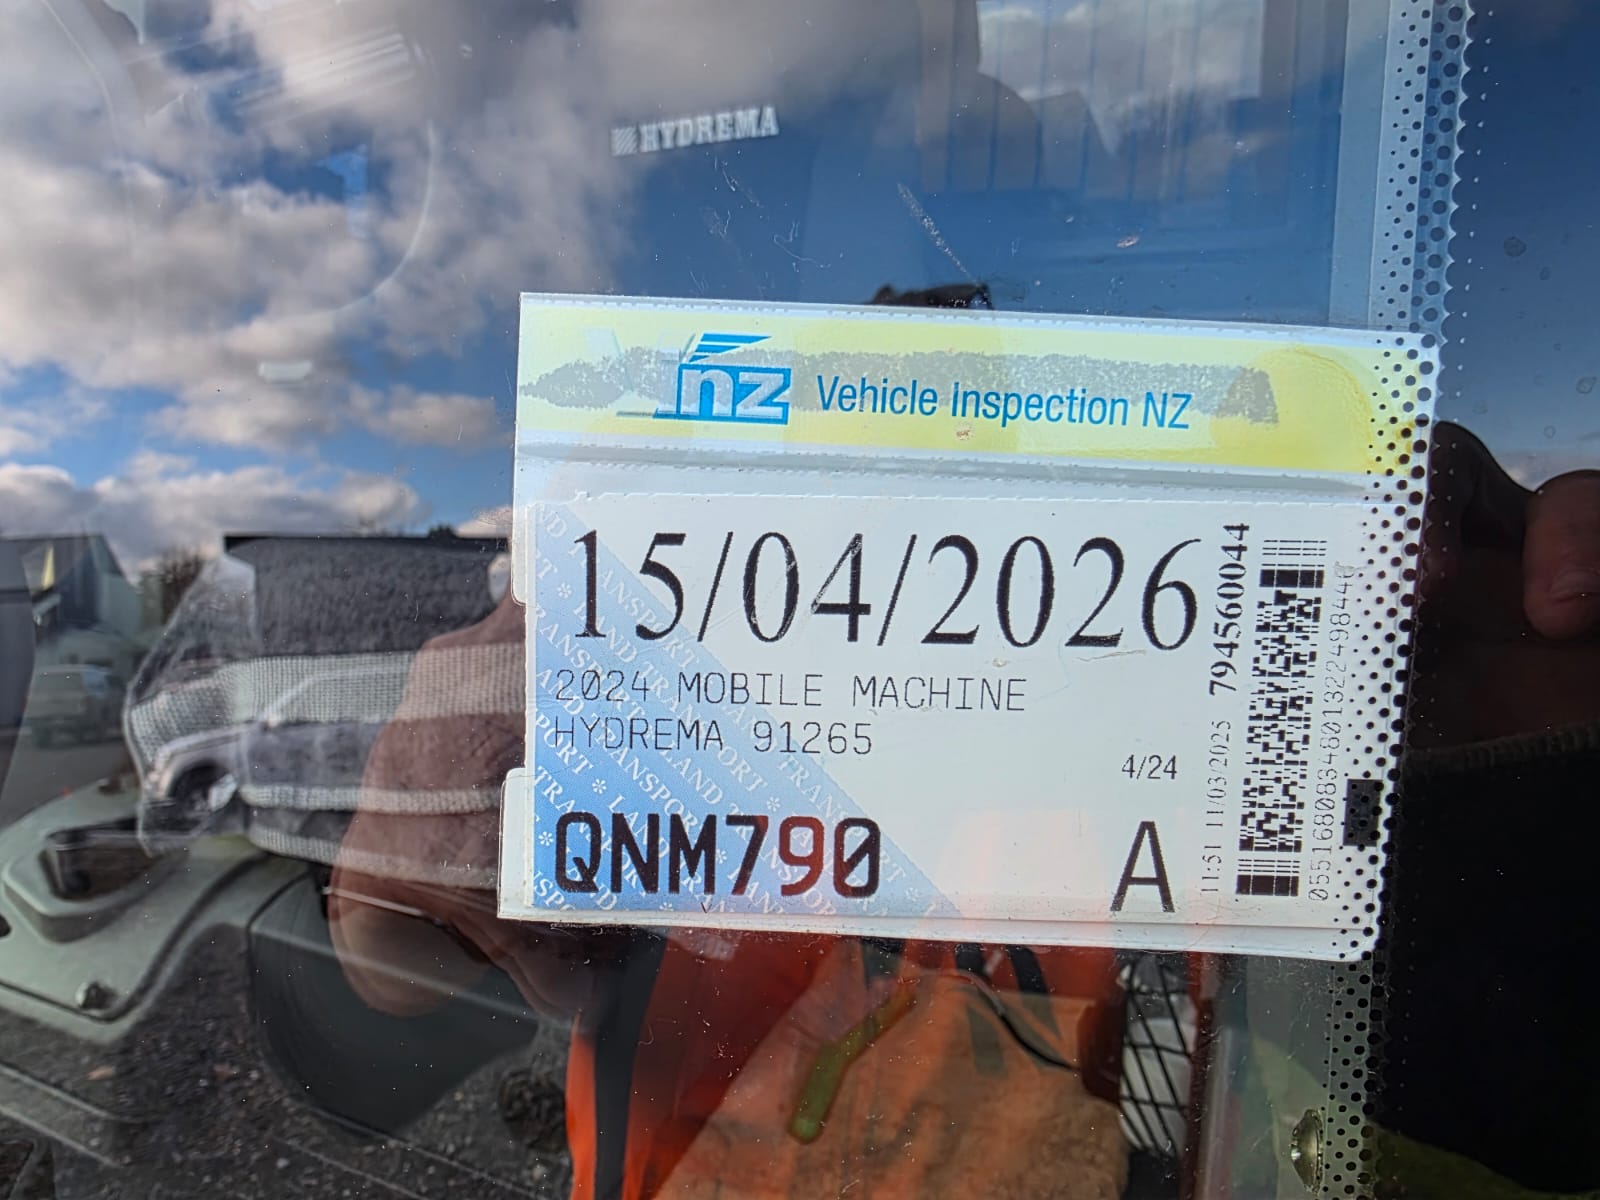 HYDREMA
nz Vehicle Inspection NZ
15/04/2026
2024 MOBILE MACHINE
HYDREMA 91265
4/24
QNM790
A
794560044
11:51 11/03/2025